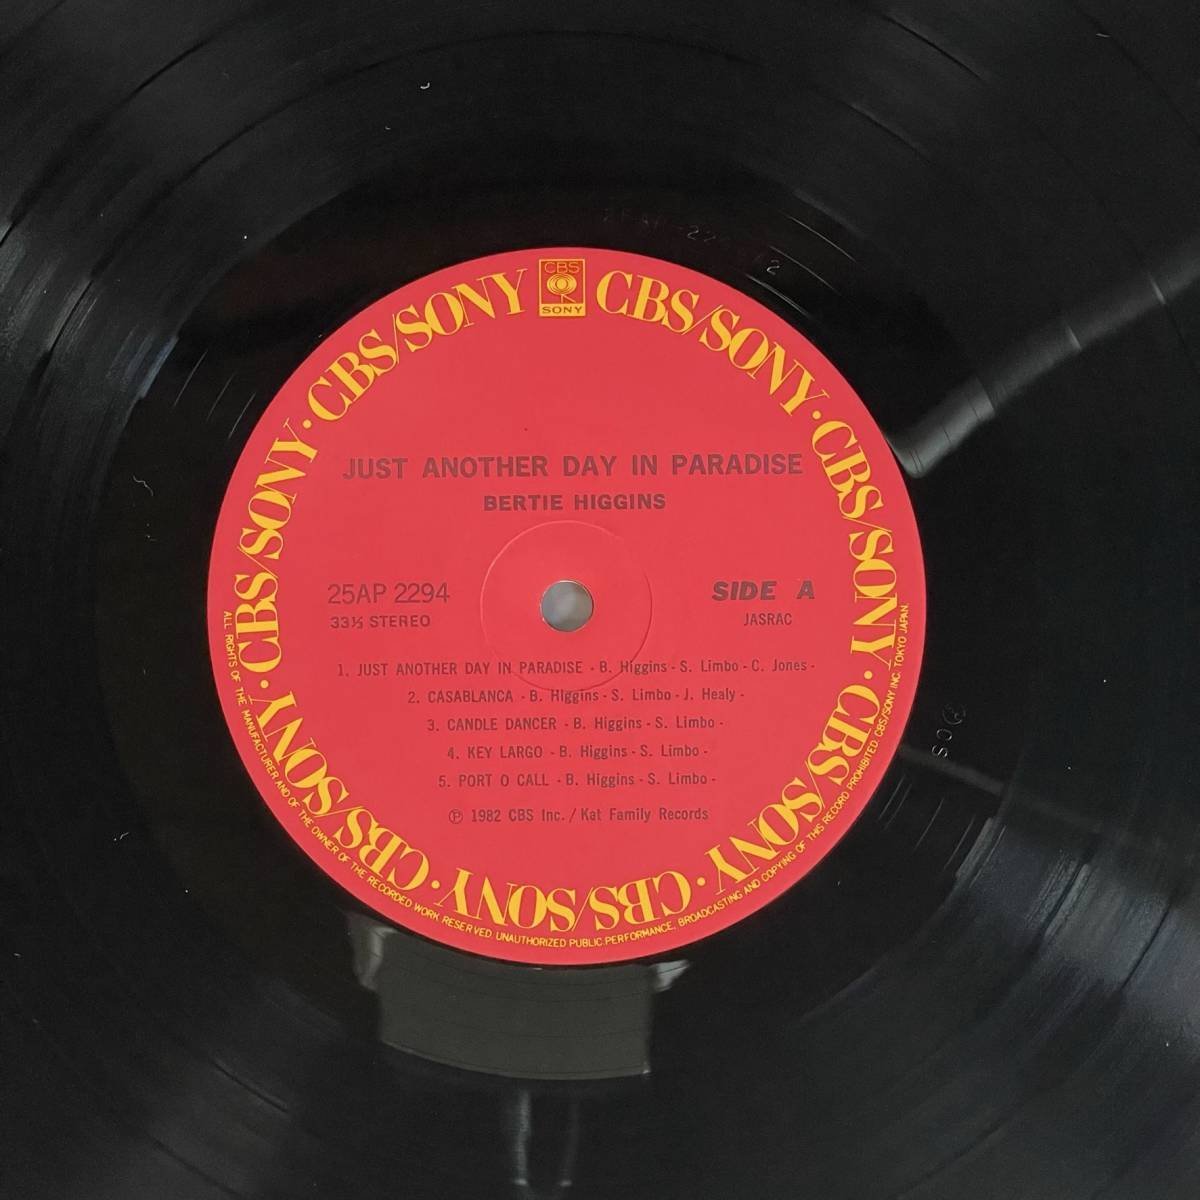 CBS
SONY
CBS/SONY · CBS/SONY · CBS/SONY · CBS/SONY · CBS/SONY · CBS/SONY · CBS/SONY · CBS/SONY
JUST ANOTHER DAY IN PARADISE
BERTIE HIGGINS
25AP 2294
SIDE A
33⅓ STEREO
JASRAC
1. JUST ANOTHER DAY IN PARADISE - B. Higgins - S. Limbo - C. Jones -
2. CASABLANCA - B. Higgins - S. Limbo - J. Healy -
3. CANDLE DANCER - B. Higgins - S. Limbo -
4. KEY LARGO - B. Higgins - S. Limbo -
5. PORT O CALL - B. Higgins - S. Limbo -
Ⓟ 1982 CBS Inc. / Kat Family Records
ALL RIGHTS OF THE MANUFACTURER AND OF THE OWNER OF THE RECORDED WORK RESERVED. UNAUTHORIZED PUBLIC PERFORMANCE, BROADCASTING AND COPYING OF THIS RECORD PROHIBITED CBS/SONY INC. TOKYO JAPAN.